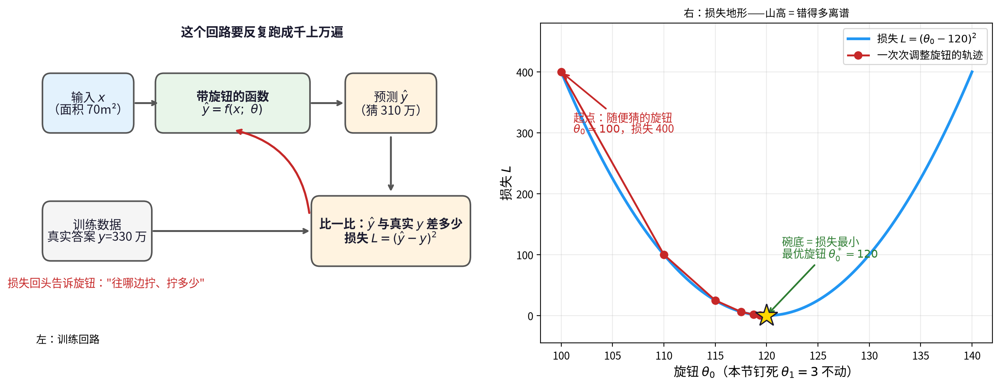 这个回路要反复跑成千上万遍
输入 x
（面积 70m²）
带旋钮的函数
ŷ = f(x; θ)
预测 ŷ
（猜 310 万）
训练数据
真实答案 y=330 万
比一比：ŷ 与真实 y 差多少
损失 L = (ŷ − y)²
损失回头告诉旋钮："往哪边拧、拧多少"
左：训练回路
右：损失地形——山高 = 错得多离谱
损失 L = (θ₀ − 120)²
一次次调整旋钮的轨迹
起点：随便猜的旋钮
θ₀ = 100，损失 400
碗底 = 损失最小
最优旋钮 θ₀* = 120
损失 L
400
300
200
100
0
100 105 110 115 120 125 130 135 140
旋钮 θ₀（本节钉死 θ₁ = 3 不动）